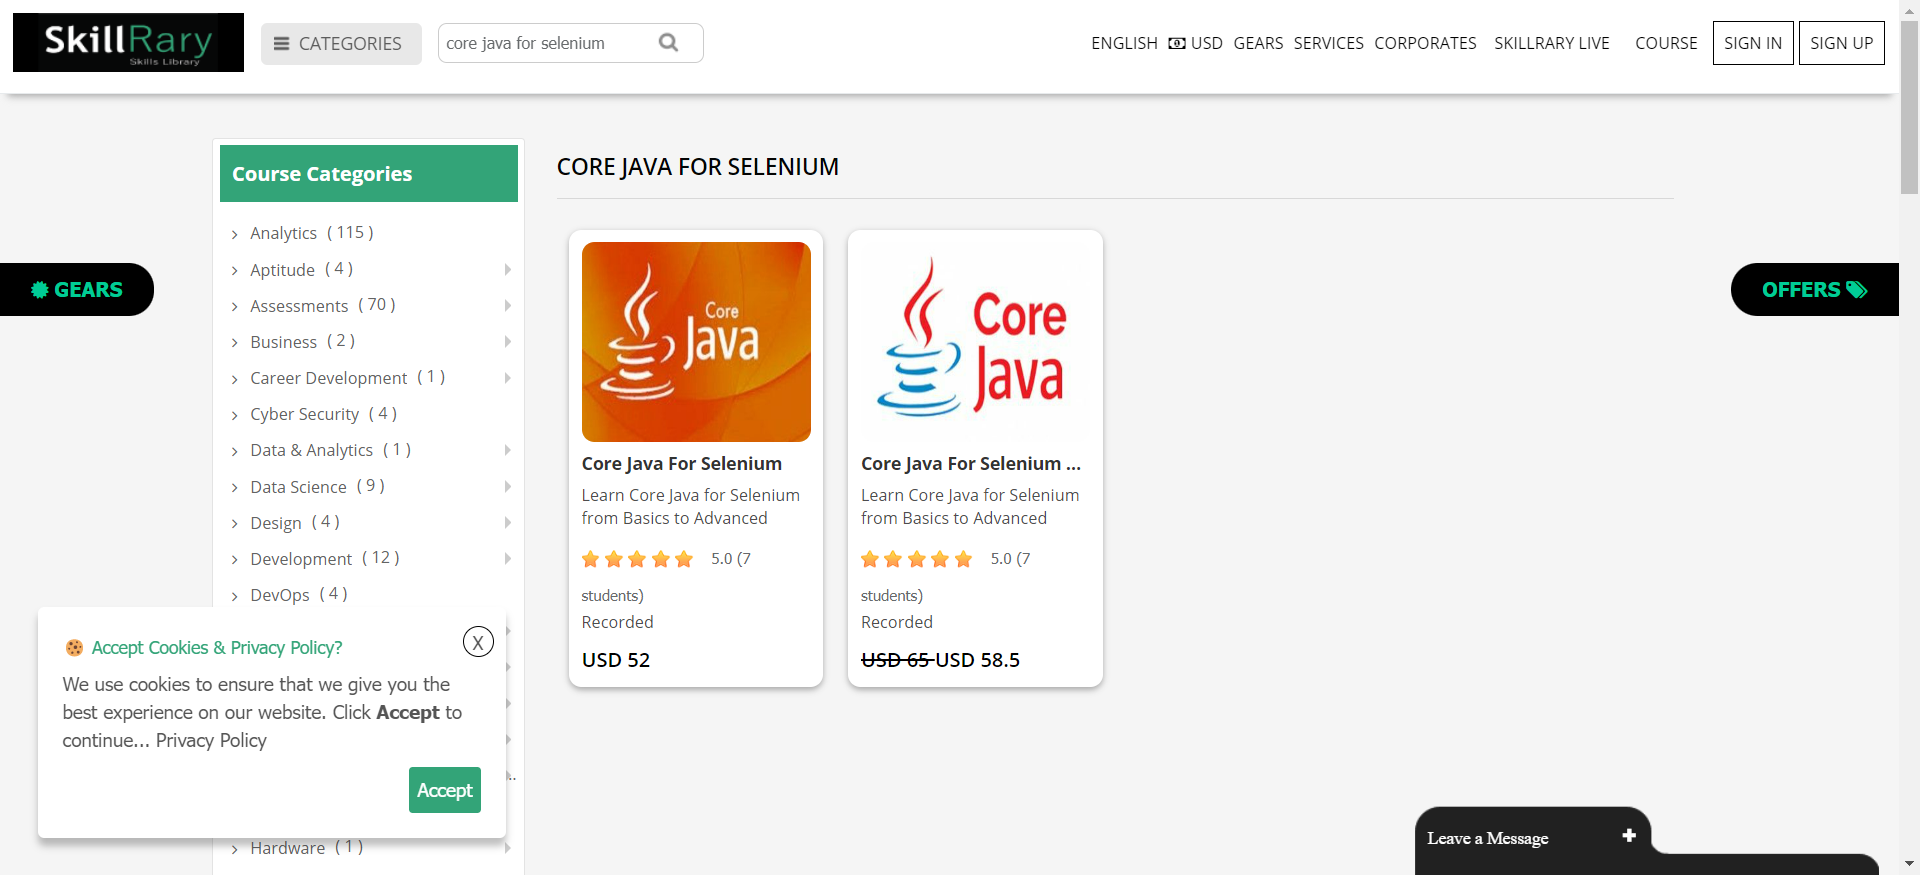 SkillRary
Skills Library
CATEGORIES
core java for selenium
ENGLISH USD GEARS SERVICES CORPORATES SKILLRARY LIVE COURSE SIGN IN SIGN UP
Course Categories
Analytics ( 115 )
Aptitude ( 4 )
Assessments ( 70 )
Business ( 2 )
Career Development ( 1 )
Cyber Security ( 4 )
Data & Analytics ( 1 )
Data Science ( 9 )
Design ( 4 )
Development ( 12 )
DevOps ( 4 )
Hardware ( 1 )
GEARS
CORE JAVA FOR SELENIUM
Core
Java
Core Java For Selenium
Learn Core Java for Selenium
from Basics to Advanced
5.0 (7
students)
Recorded
USD 52
Core
Java
Core Java For Selenium ...
Learn Core Java for Selenium
from Basics to Advanced
5.0 (7
students)
Recorded
USD 65 USD 58.5
OFFERS
Accept Cookies & Privacy Policy?
X
We use cookies to ensure that we give you the
best experience on our website. Click Accept to
continue... Privacy Policy
Accept
..
Leave a Message